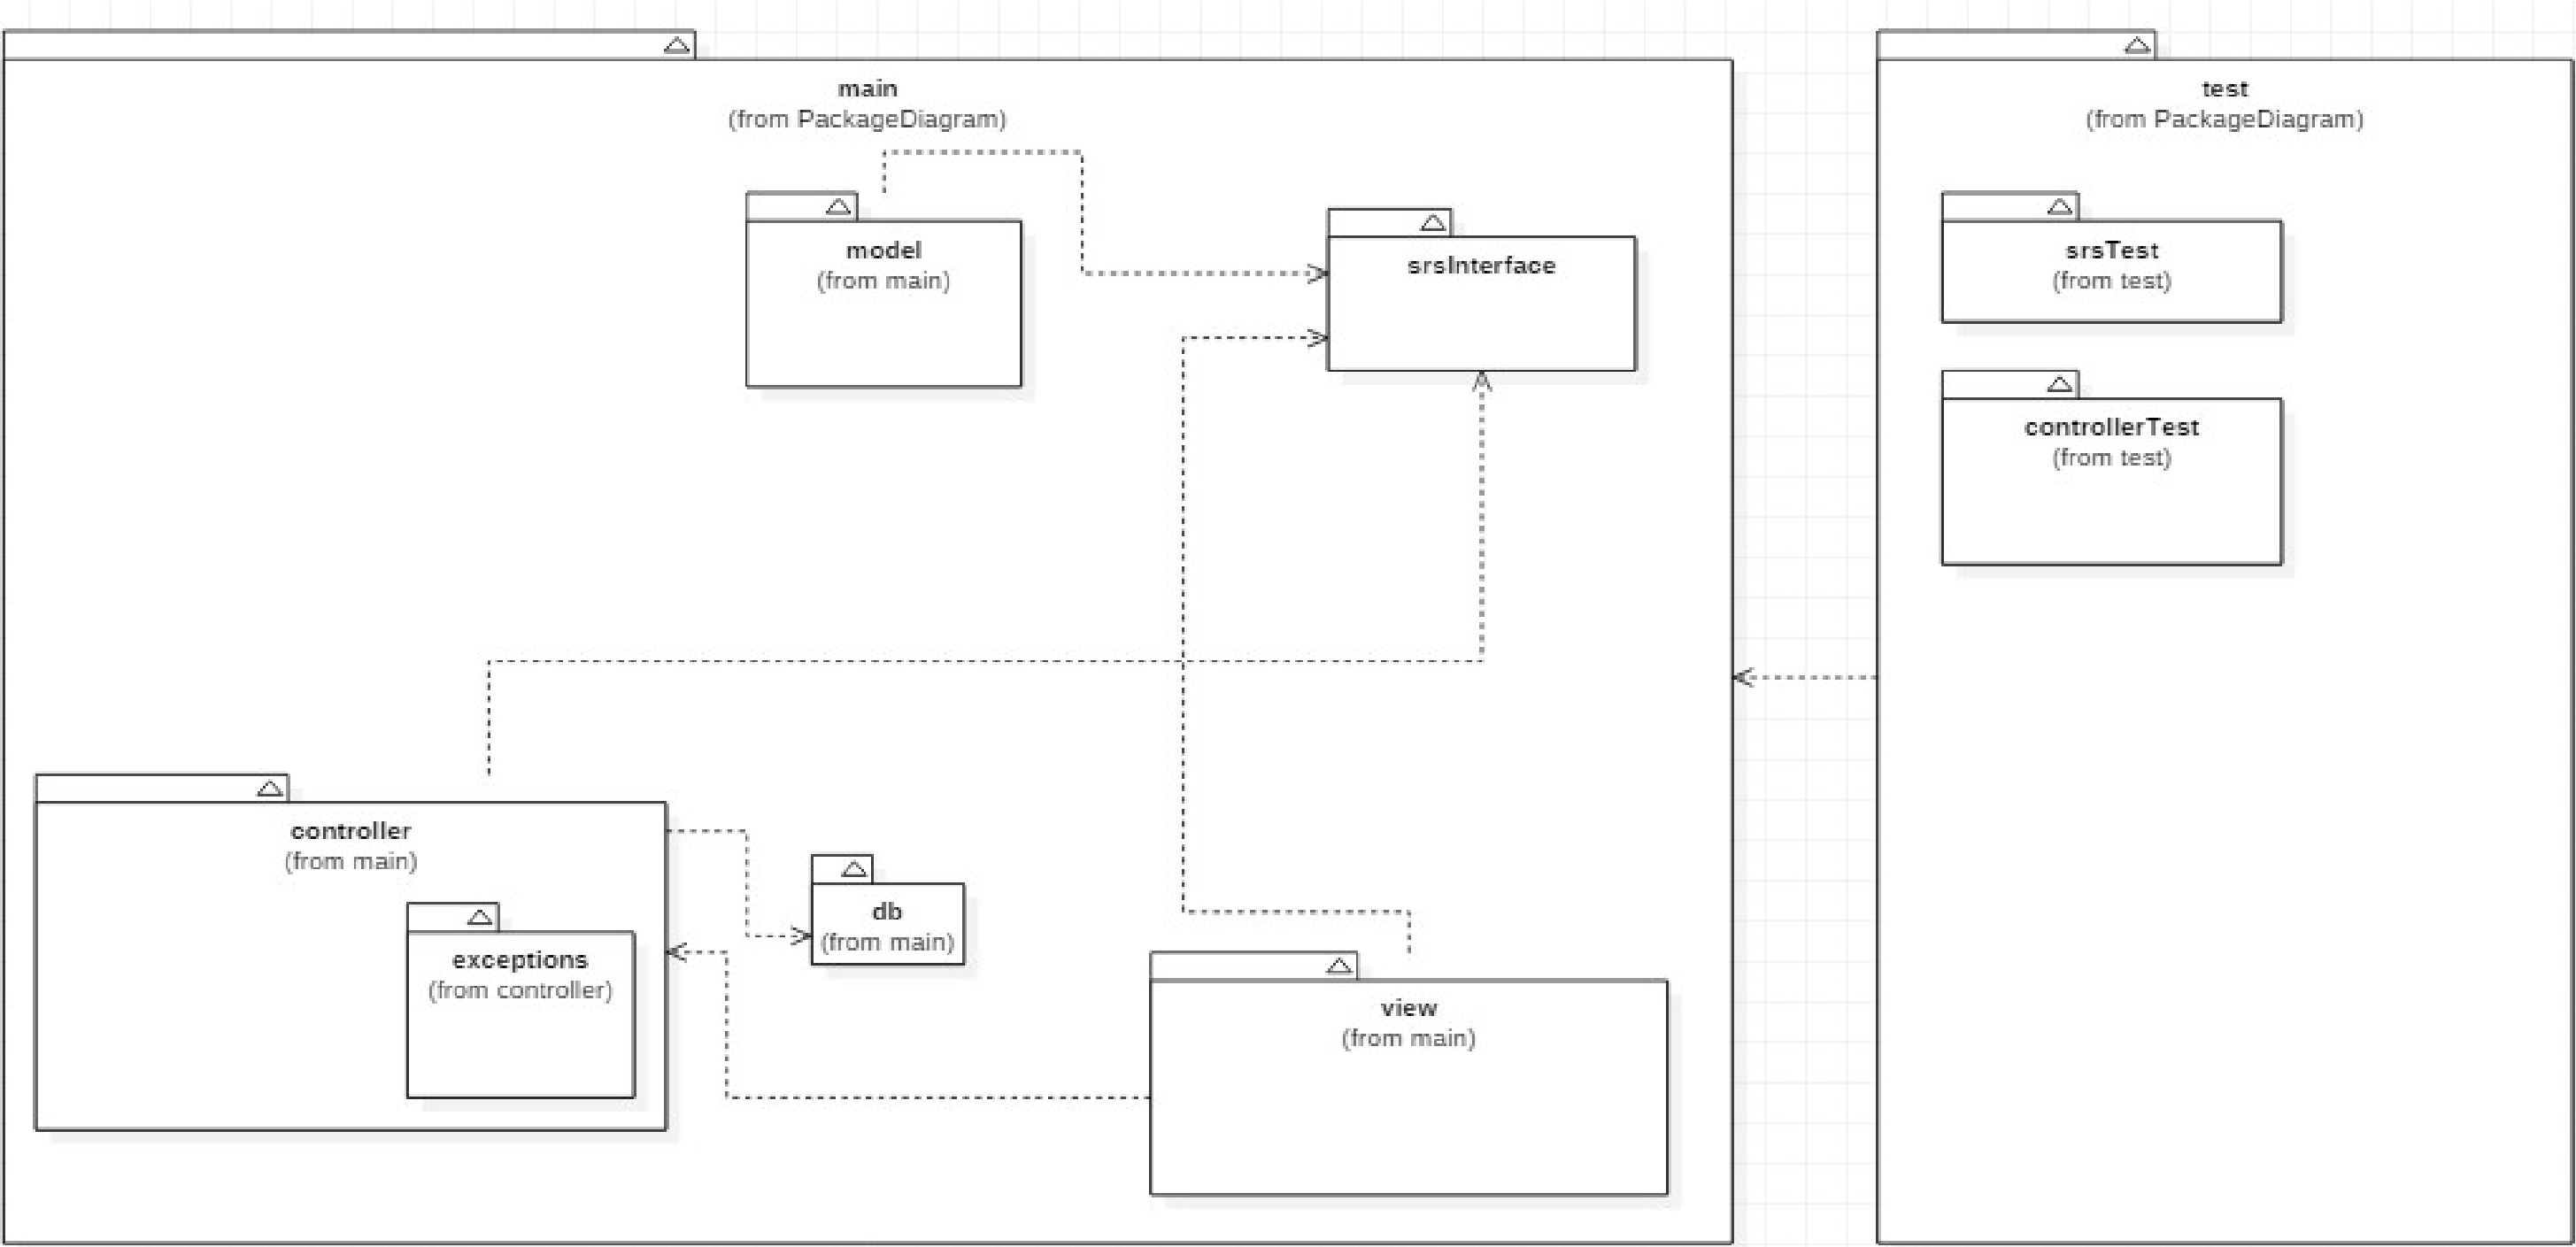 main
(from PackageDiagram)
model
(from main)
srsInterface
controller
(from main)
exceptions
(from controller)
db
(from main)
view
(from main)
test
(from PackageDiagram)
srsTest
(from test)
controllerTest
(from test)